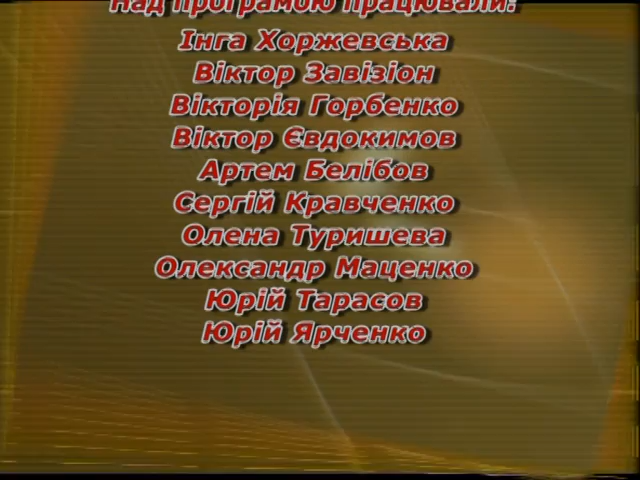 Над програмою працювали:
Інга Хоржевська
Віктор Завізіон
Вікторія Горбенко
Віктор Євдокимов
Артем Белібов
Сергій Кравченко
Олена Туришева
Олександр Маценко
Юрій Тарасов
Юрій Ярченко